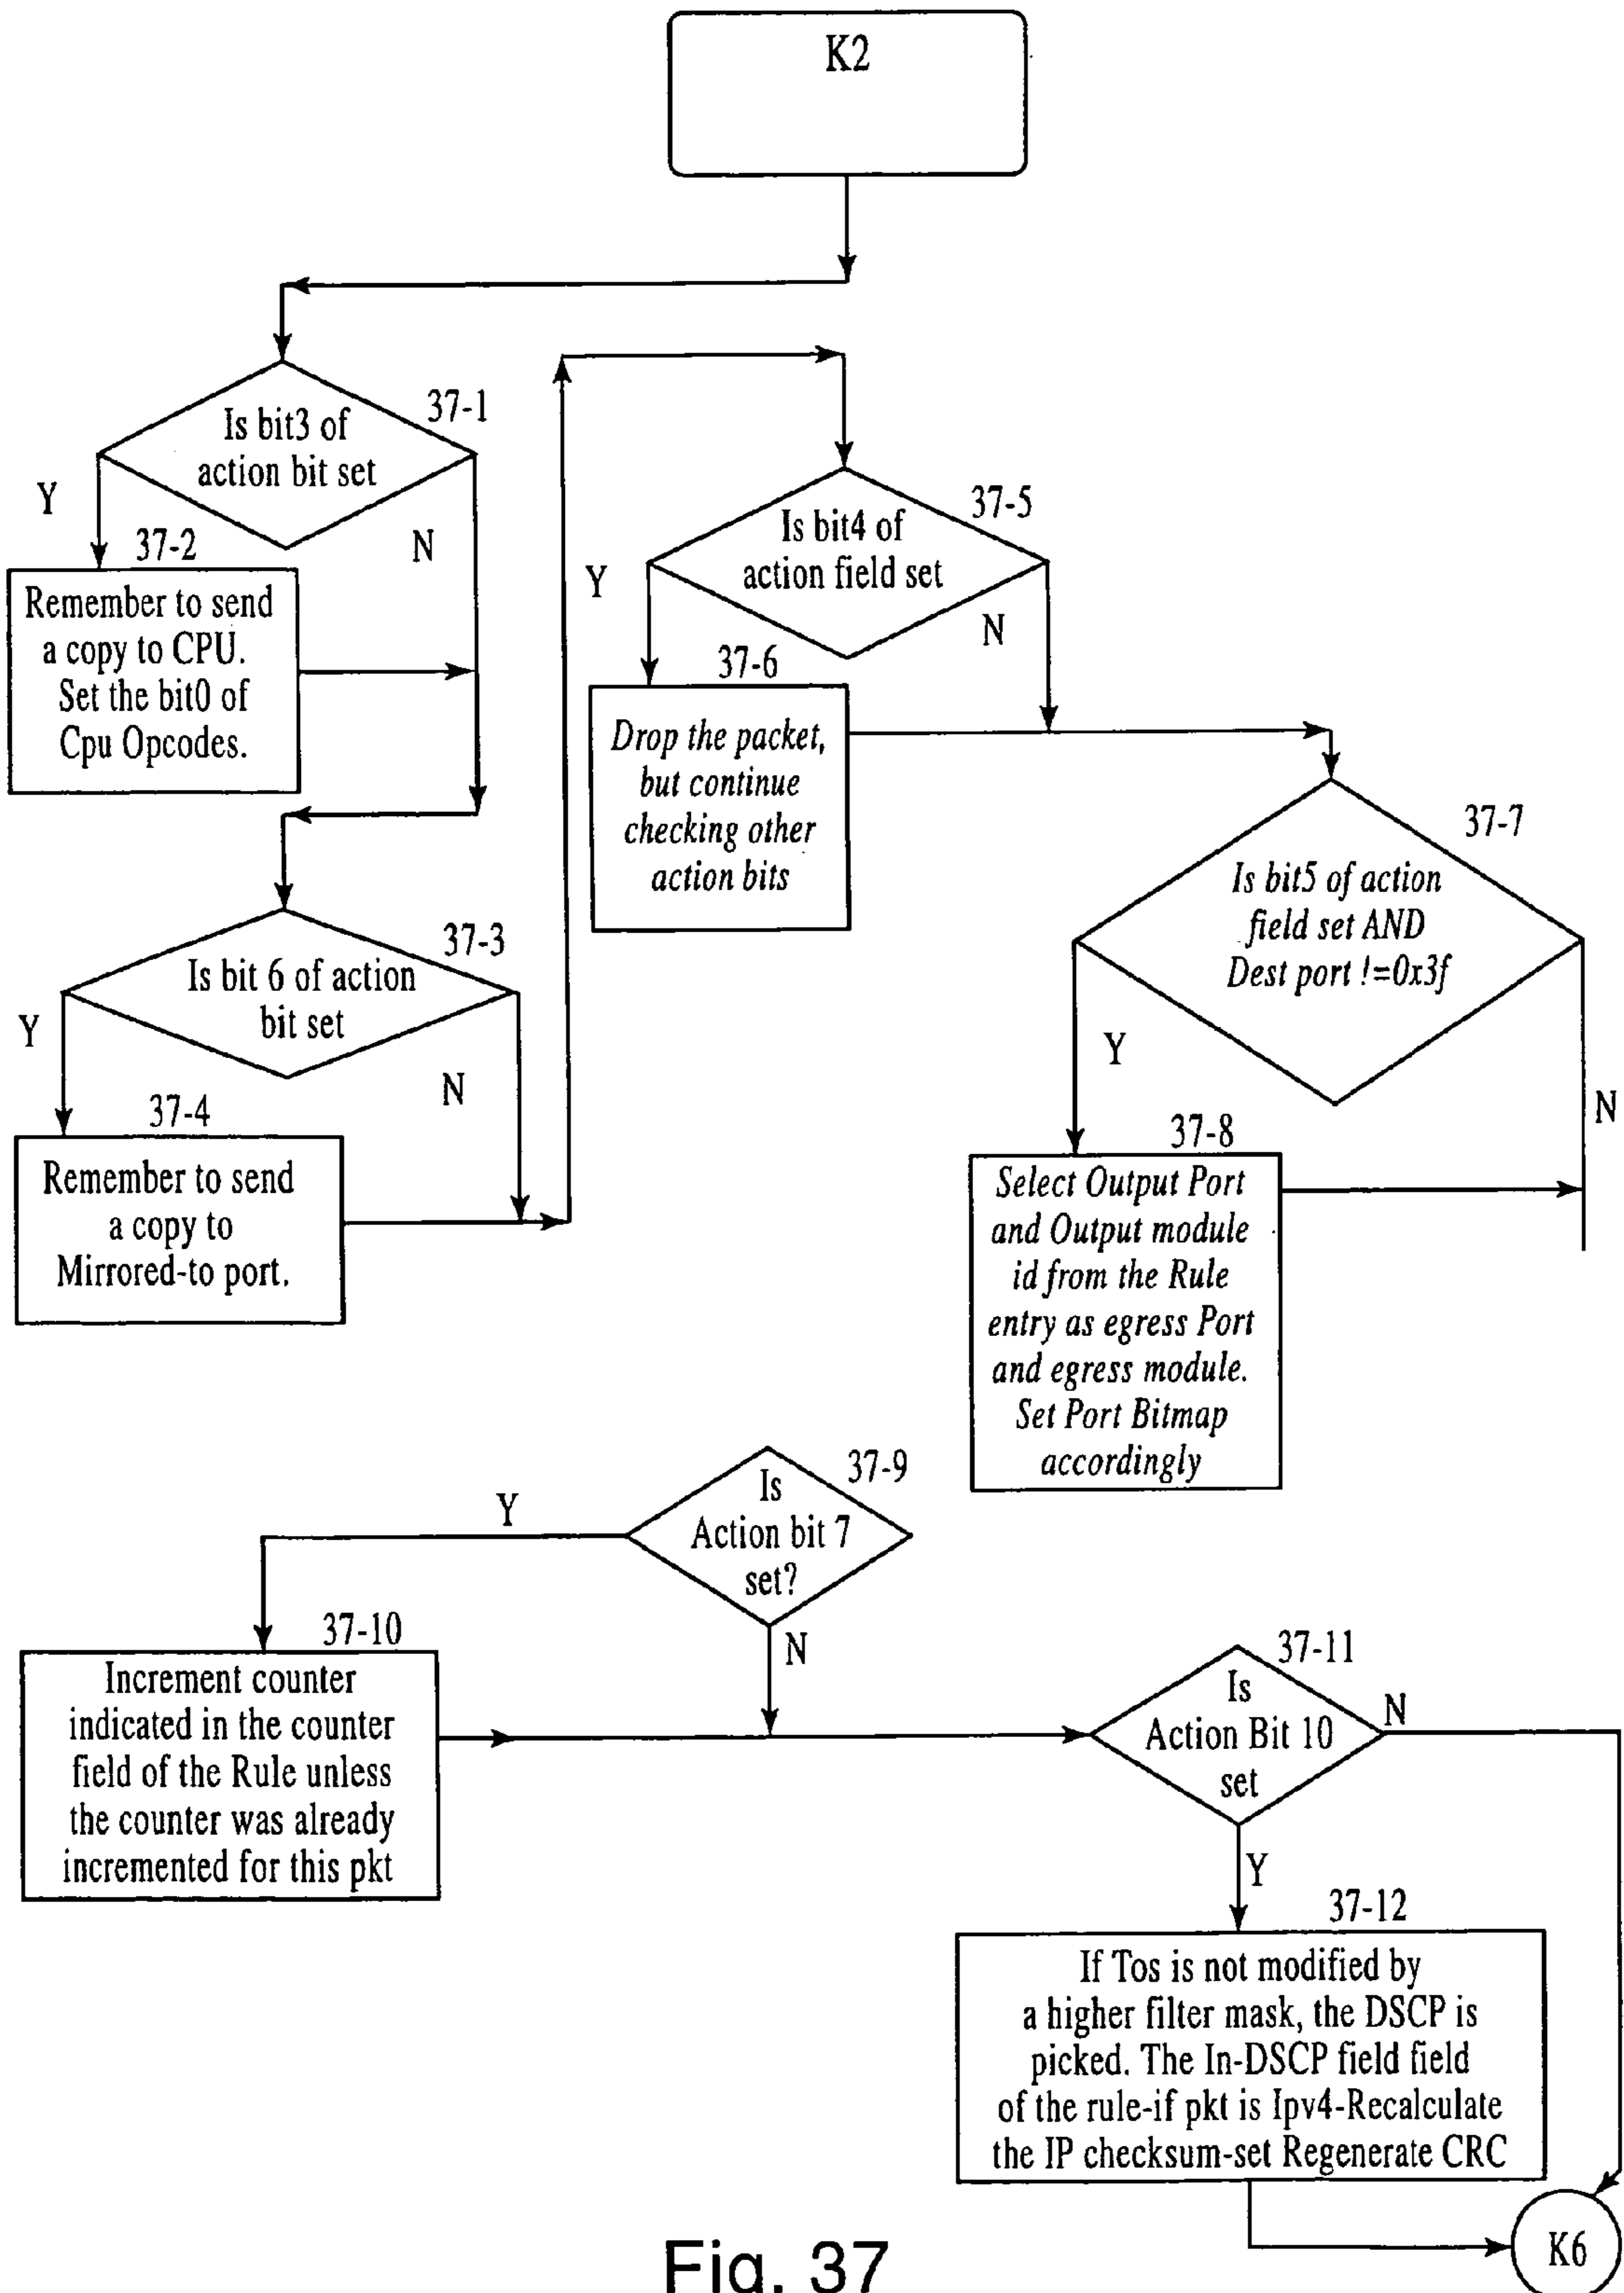 K2
37-1
Is bit3 of
action bit set
Y
N
37-2
Remember to send
a copy to CPU.
Set the bit0 of
Cpu Opcodes.
37-3
Is bit 6 of action
bit set
Y
N
37-4
Remember to send
a copy to
Mirrored-to port.
37-5
Is bit4 of
action field set
Y
N
37-6
Drop the packet,
but continue
checking other
action bits
37-7
Is bit5 of action
field set AND
Dest port !=0x3f
Y
N
37-8
Select Output Port
and Output module
id from the Rule
entry as egress Port
and egress module.
Set Port Bitmap
accordingly
37-9
Is
Action bit 7
set?
Y
N
37-10
Increment counter
indicated in the counter
field of the Rule unless
the counter was already
incremented for this pkt
37-11
Is
Action Bit 10
set
N
Y
37-12
If Tos is not modified by
a higher filter mask, the DSCP is
picked. The In-DSCP field field
of the rule-if pkt is Ipv4-Recalculate
the IP checksum-set Regenerate CRC
K6
Fig. 37